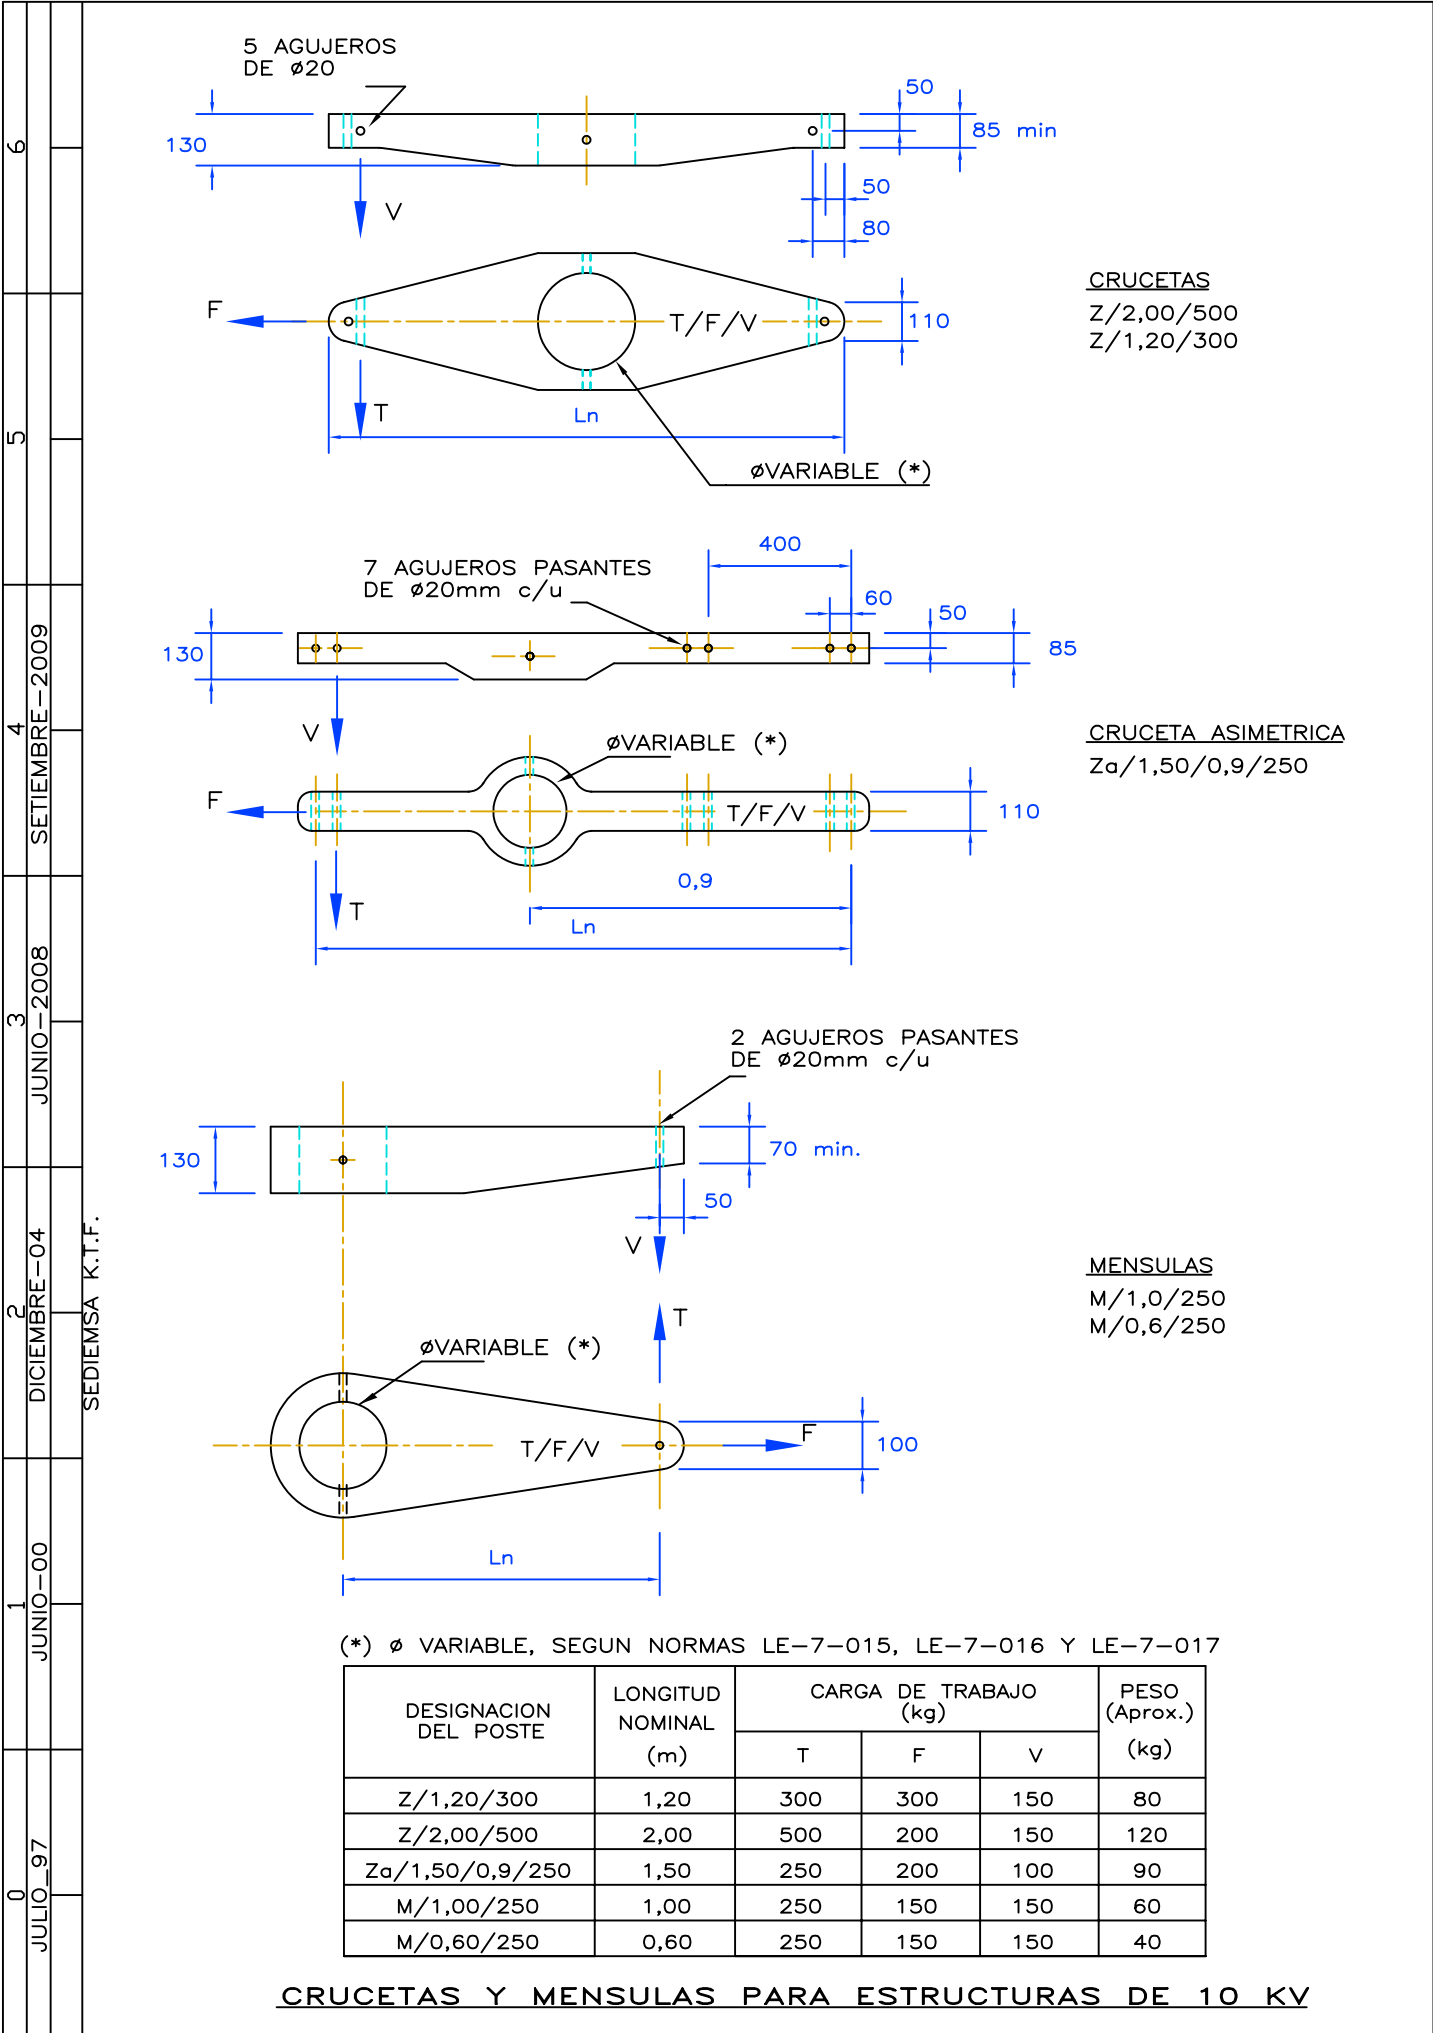 5 AGUJEROS
DE ø20
50
130
85 min
50
V
80
F
T/F/V
110
T
Ln
øVARIABLE (*)
CRUCETAS
Z/2,00/500
Z/1,20/300
400
7 AGUJEROS PASANTES
DE ø20mm c/u
60
50
130
85
V
øVARIABLE (*)
F
T/F/V
110
0,9
T
Ln
CRUCETA ASIMETRICA
Za/1,50/0,9/250
2 AGUJEROS PASANTES
DE ø20mm c/u
130
70 min.
50
V
T
øVARIABLE (*)
F
T/F/V
100
Ln
MENSULAS
M/1,0/250
M/0,6/250
(*) ø VARIABLE, SEGUN NORMAS LE-7-015, LE-7-016 Y LE-7-017
DESIGNACION
DEL POSTE
LONGITUD
NOMINAL
(m)
CARGA DE TRABAJO
(kg)
PESO
(Aprox.)
(kg)
T F V
Z/1,20/300 1,20 300 300 150 80
Z/2,00/500 2,00 500 200 150 120
Za/1,50/0,9/250 1,50 250 200 100 90
M/1,00/250 1,00 250 150 150 60
M/0,60/250 0,60 250 150 150 40
CRUCETAS Y MENSULAS PARA ESTRUCTURAS DE 10 KV
6
5
4 SETIEMBRE-2009
3 JUNIO-2008
2 DICIEMBRE-04 SEDIEMSA K.T.F.
1 JUNIO-00
0 JULIO_97